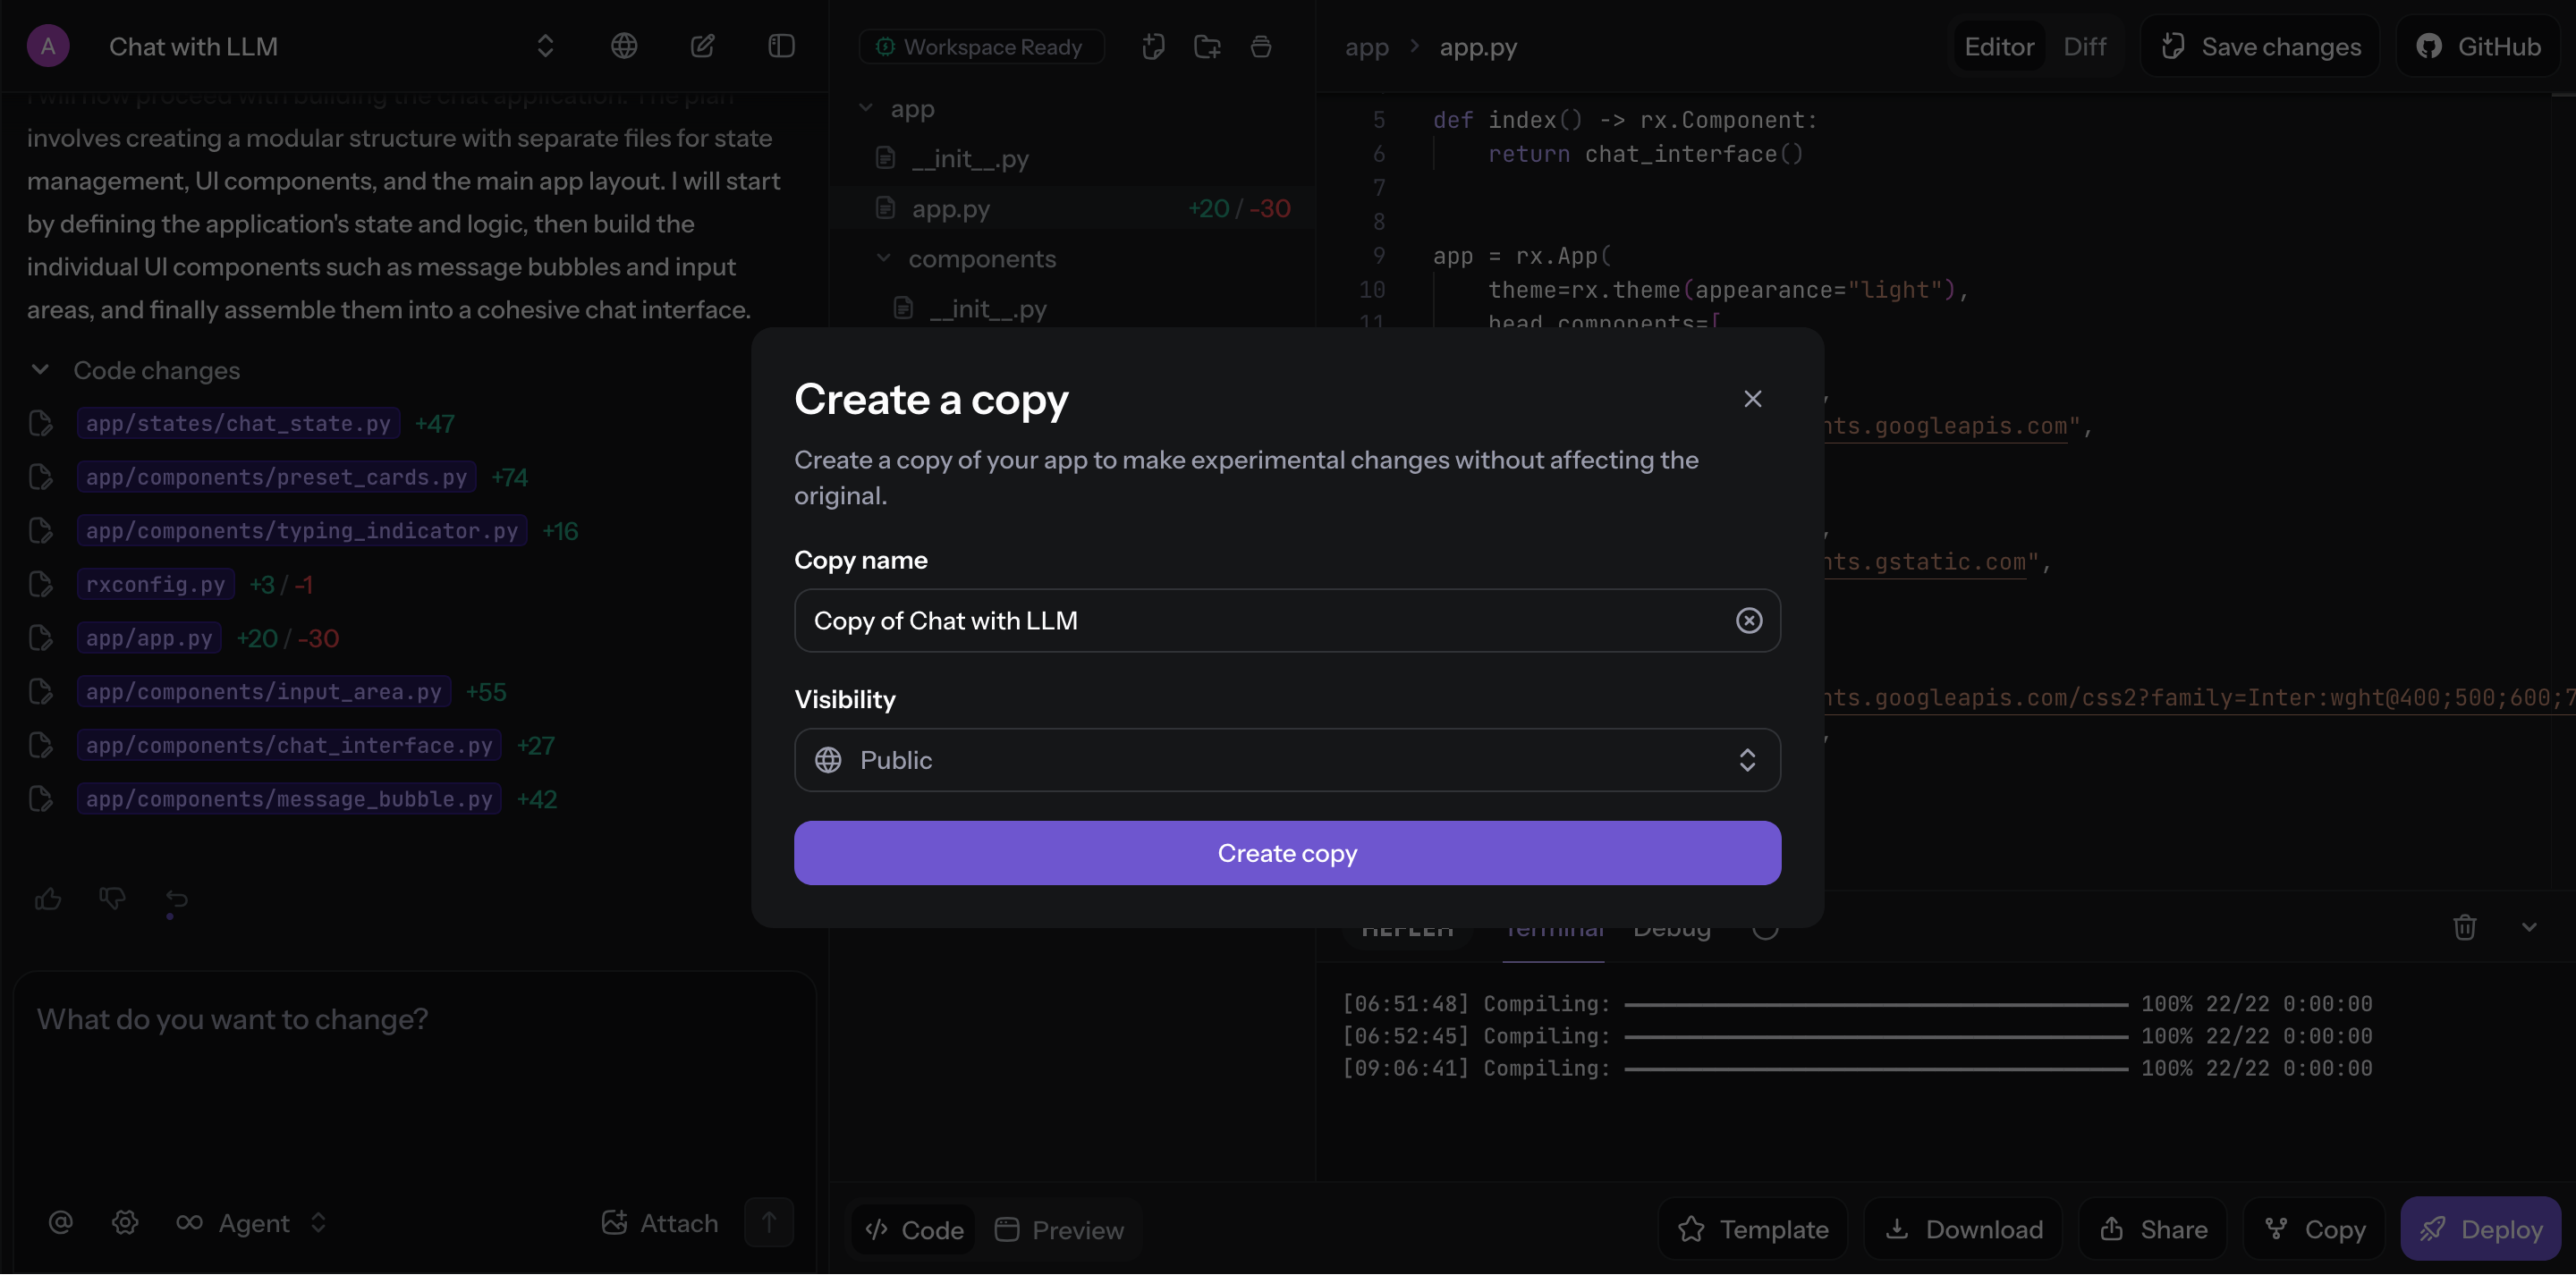 A
Chat with LLM
I will now proceed with building the chat application. The plan
involves creating a modular structure with separate files for state
management, UI components, and the main app layout. I will start
by defining the application's state and logic, then build the
individual UI components such as message bubbles and input
areas, and finally assemble them into a cohesive chat interface.
Code changes
app/states/chat_state.py +47
app/components/preset_cards.py +74
app/components/typing_indicator.py +16
rxconfig.py +3 / -1
app/app.py +20 / -30
app/components/input_area.py +55
app/components/chat_interface.py +27
app/components/message_bubble.py +42
What do you want to change?
Agent
Attach
Workspace Ready
app
__init__.py
app.py +20 / -30
components
__init__.py
Code
Preview
app > app.py
Editor
Diff
Save changes
GitHub
5 def index() -> rx.Component:
6 return chat_interface()
7
8
9 app = rx.App(
10 theme=rx.theme(appearance="light"),
11 head_components=[
nts.googleapis.com",
nts.gstatic.com",
nts.googleapis.com/css2?family=Inter:wght@400;500;600;7
Create a copy
Create a copy of your app to make experimental changes without affecting the
original.
Copy name
Copy of Chat with LLM
Visibility
Public
Create copy
Terminal
Debug
[06:51:48] Compiling: 100% 22/22 0:00:00
[06:52:45] Compiling: 100% 22/22 0:00:00
[09:06:41] Compiling: 100% 22/22 0:00:00
Template
Download
Share
Copy
Deploy